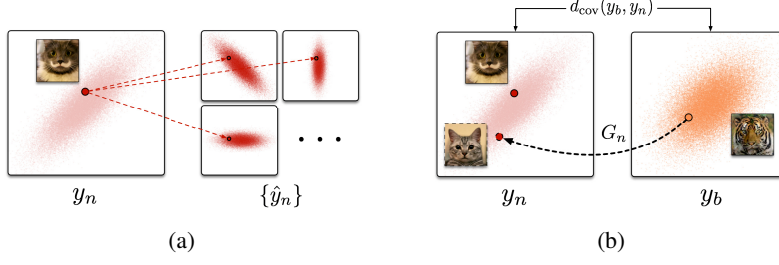 d_cov(y_b, y_n)
G_n
y_n
{ŷ_n}
y_n
y_b
(a)
(b)